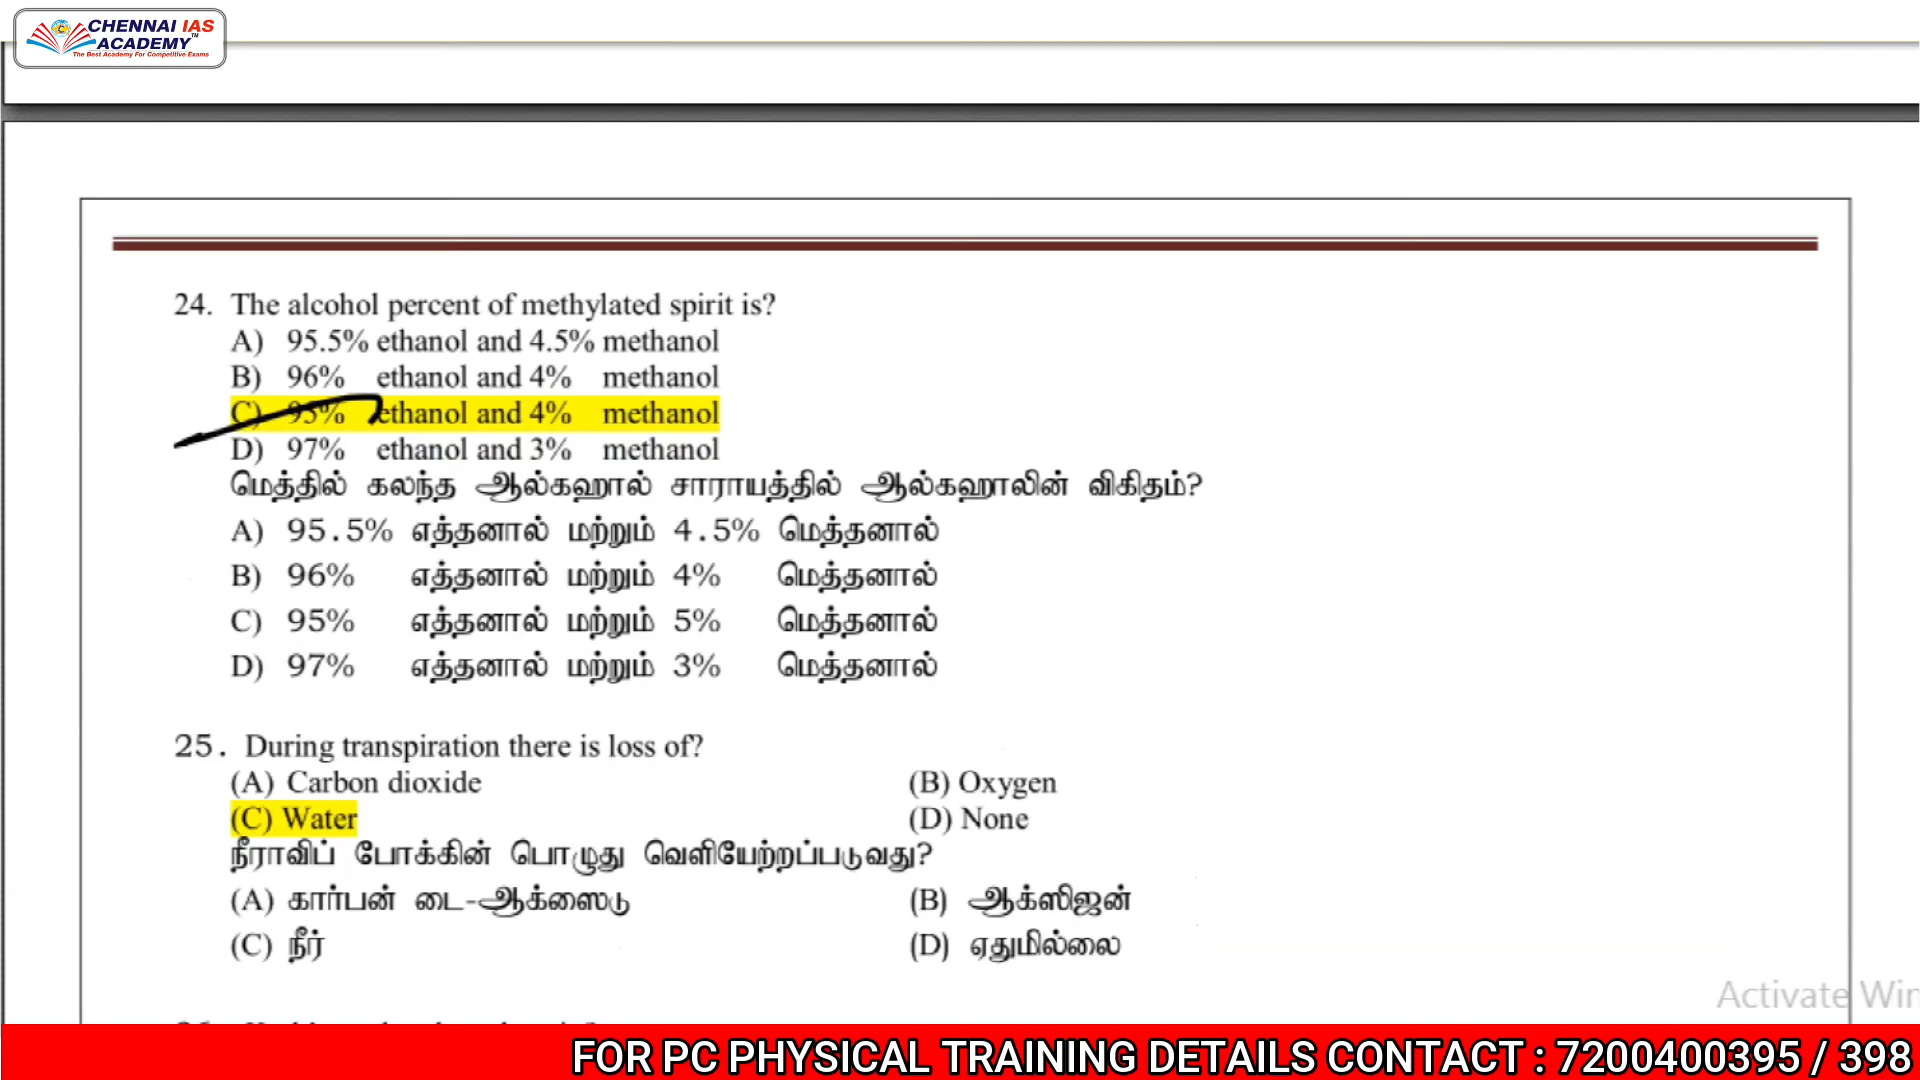 CHENNAI IAS
ACADEMY TM
The Best Academy For Competitive Exams
24. The alcohol percent of methylated spirit is?
A) 95.5% ethanol and 4.5% methanol
B) 96% ethanol and 4% methanol
C) 95% ethanol and 4% methanol
D) 97% ethanol and 3% methanol
மெத்தில் கலந்த ஆல்கஹால் சாராயத்தில் ஆல்கஹாலின் விகிதம்?
A) 95.5% எத்தனால் மற்றும் 4.5% மெத்தனால்
B) 96% எத்தனால் மற்றும் 4% மெத்தனால்
C) 95% எத்தனால் மற்றும் 5% மெத்தனால்
D) 97% எத்தனால் மற்றும் 3% மெத்தனால்
25. During transpiration there is loss of?
(A) Carbon dioxide (B) Oxygen
(C) Water (D) None
நீராவிப் போக்கின் பொழுது வெளியேற்றப்படுவது?
(A) கார்பன் டை-ஆக்ஸைடு (B) ஆக்ஸிஜன்
(C) நீர் (D) ஏதுமில்லை
Activate Win
FOR PC PHYSICAL TRAINING DETAILS CONTACT : 7200400395 / 398